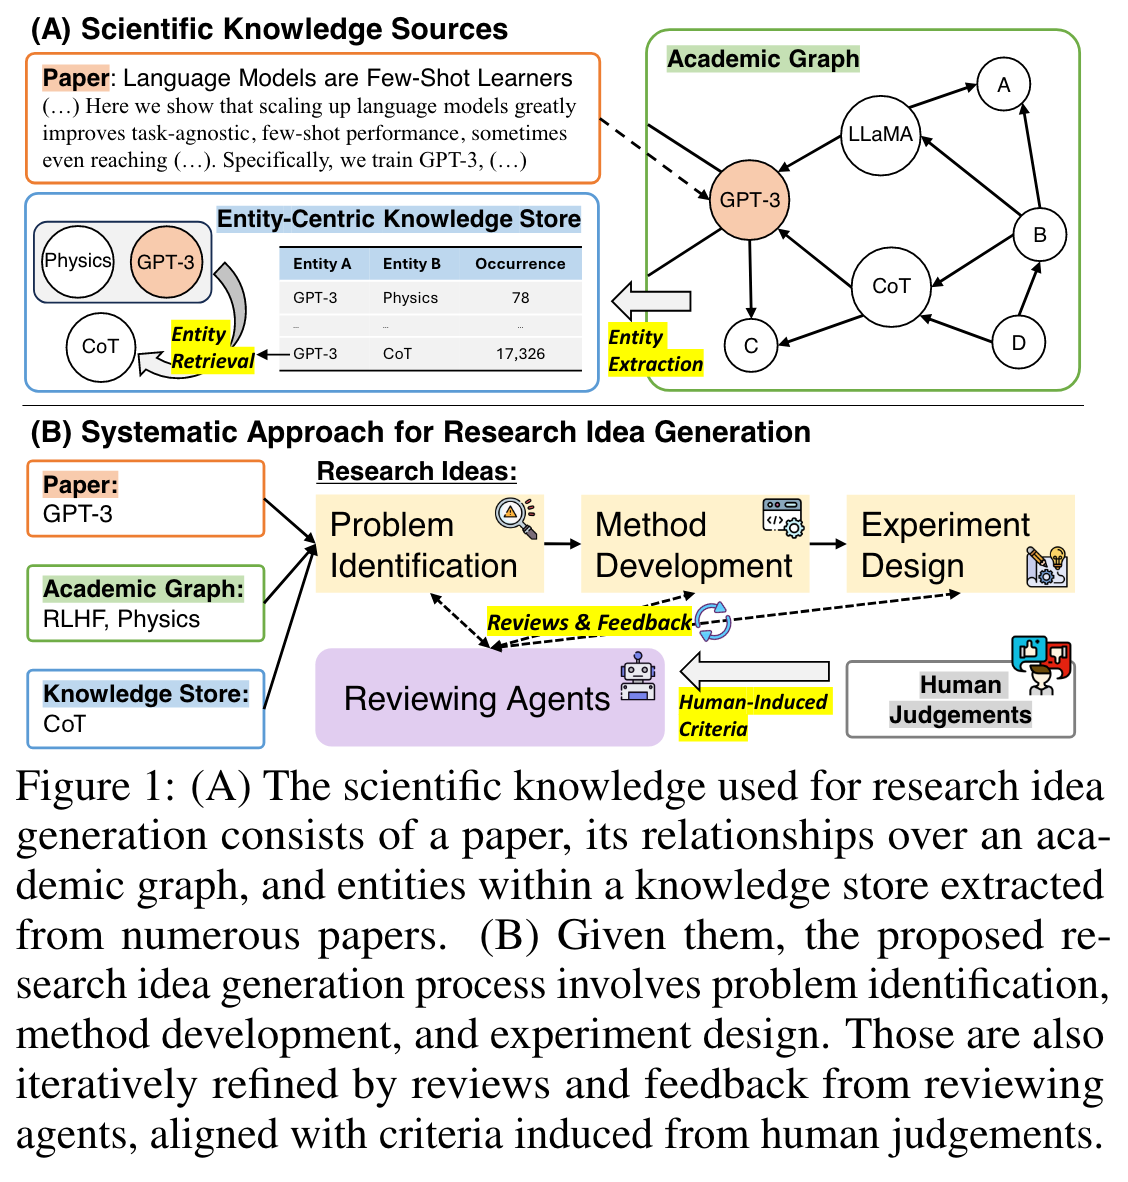 (A) Scientific Knowledge Sources
Paper: Language Models are Few-Shot Learners
(…) Here we show that scaling up language models greatly
improves task-agnostic, few-shot performance, sometimes
even reaching (…). Specifically, we train GPT-3, (…)
Academic Graph
A
LLaMA
GPT-3
B
CoT
C
D
Entity-Centric Knowledge Store
Physics
GPT-3
CoT
Entity
Retrieval
Entity A Entity B Occurrence
GPT-3 Physics 78
… … …
GPT-3 CoT 17,326
Entity
Extraction
(B) Systematic Approach for Research Idea Generation
Paper:
GPT-3
Academic Graph:
RLHF, Physics
Knowledge Store:
CoT
Research Ideas:
Problem
Identification
Method
Development
Experiment
Design
Reviews & Feedback
Reviewing Agents
Human-Induced
Criteria
Human
Judgements
Figure 1: (A) The scientific knowledge used for research idea
generation consists of a paper, its relationships over an aca-
demic graph, and entities within a knowledge store extracted
from numerous papers. (B) Given them, the proposed re-
search idea generation process involves problem identification,
method development, and experiment design. Those are also
iteratively refined by reviews and feedback from reviewing
agents, aligned with criteria induced from human judgements.